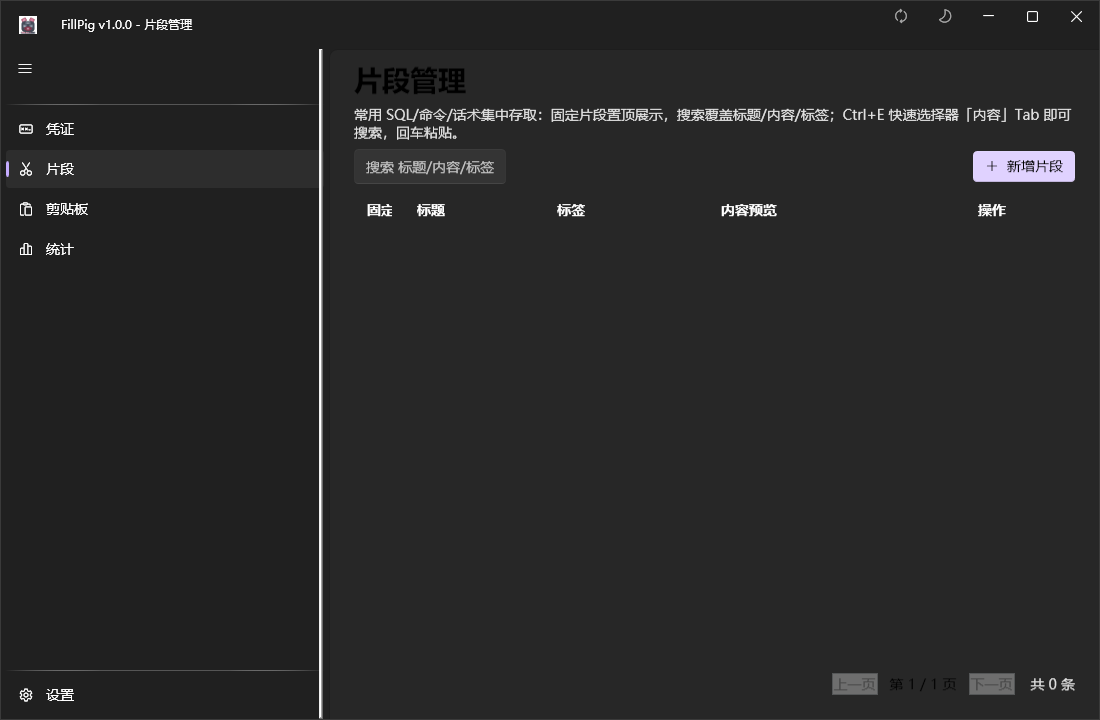 FillPig v1.0.0 - 片段管理
凭证
片段
剪贴板
统计
设置
片段管理
常用 SQL/命令/话术集中存取：固定片段置顶展示，搜索覆盖标题/内容/标签；Ctrl+E 快速选择器「内容」Tab 即可
搜索，回车粘贴。
搜索 标题/内容/标签
新增片段
固定 标题 标签 内容预览 操作
上一页 第 1 / 1 页 下一页 共 0 条